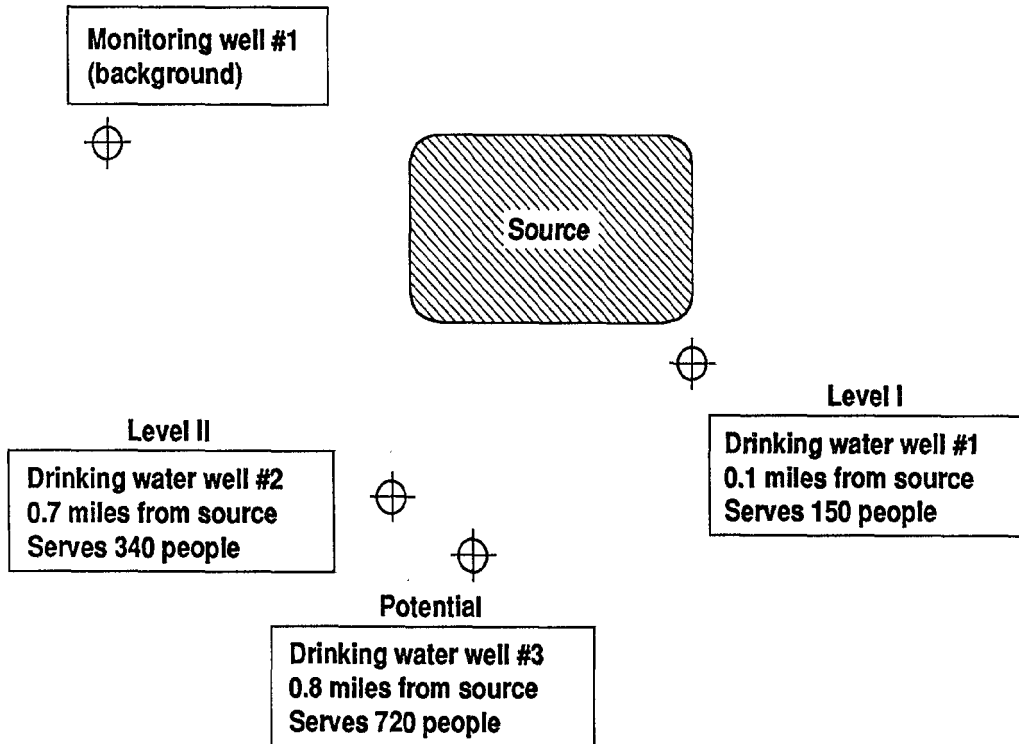 Monitoring well #1
(background)
Source
Level I
Drinking water well #1
0.1 miles from source
Serves 150 people
Level II
Drinking water well #2
0.7 miles from source
Serves 340 people
Potential
Drinking water well #3
0.8 miles from source
Serves 720 people